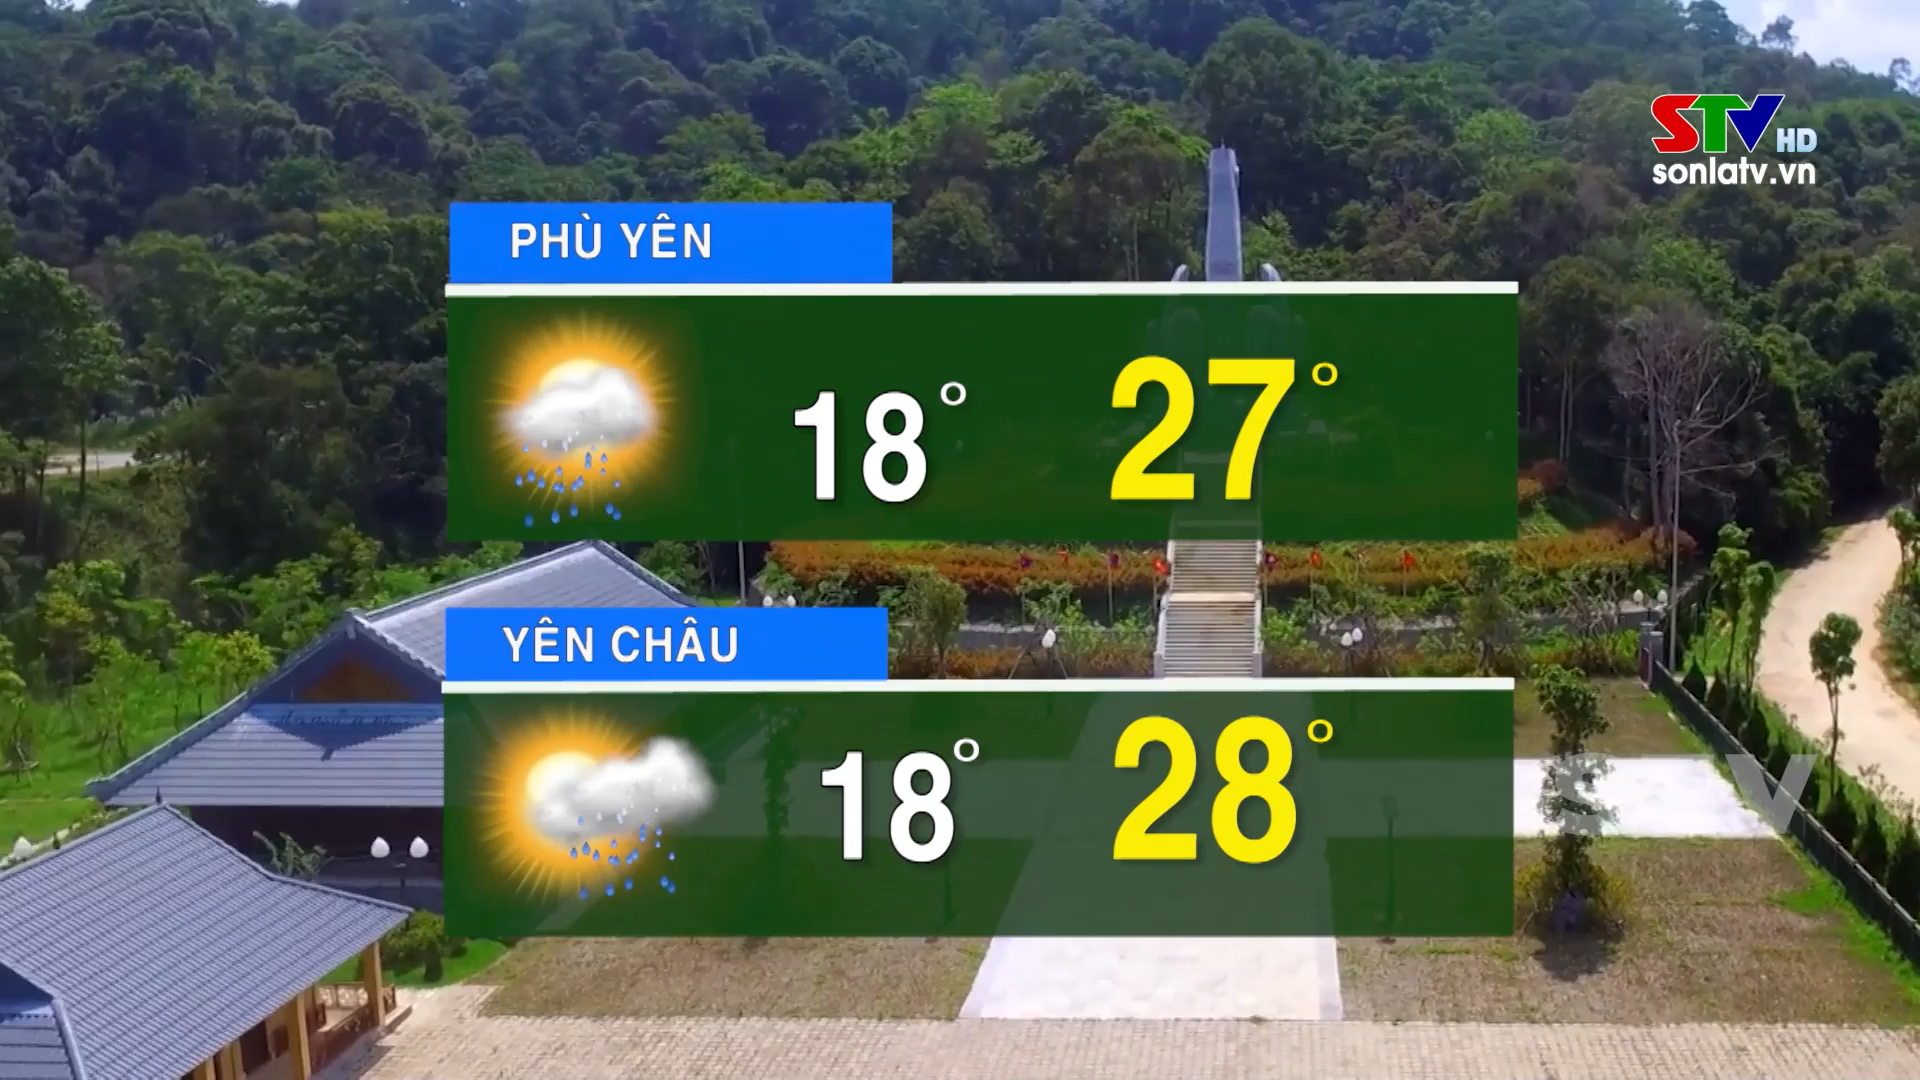 STV HD
sonlatv.vn
PHÙ YÊN
18° 27°
YÊN CHÂU
18° 28°
S V